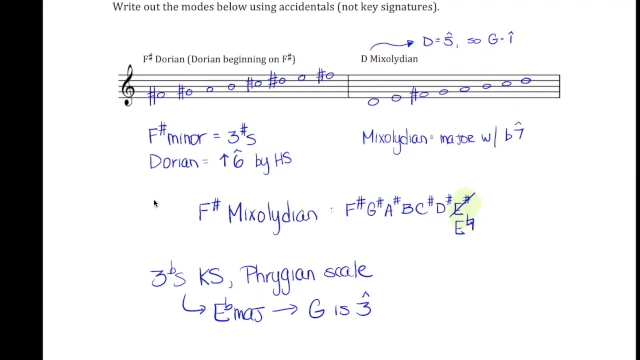 Write out the modes below using accidentals (not key signatures).
D = 5̂, so G = 1̂
F# Dorian (Dorian beginning on F#)
D Mixolydian
F# minor = 3 #s
Mixolydian = major w/ ♭7̂
Dorian = ↑6̂ by HS
F# Mixolydian : F# G# A# B C# D# E#
E♮
3♭s KS, Phrygian scale
↳ E♭ maj → G is 3̂